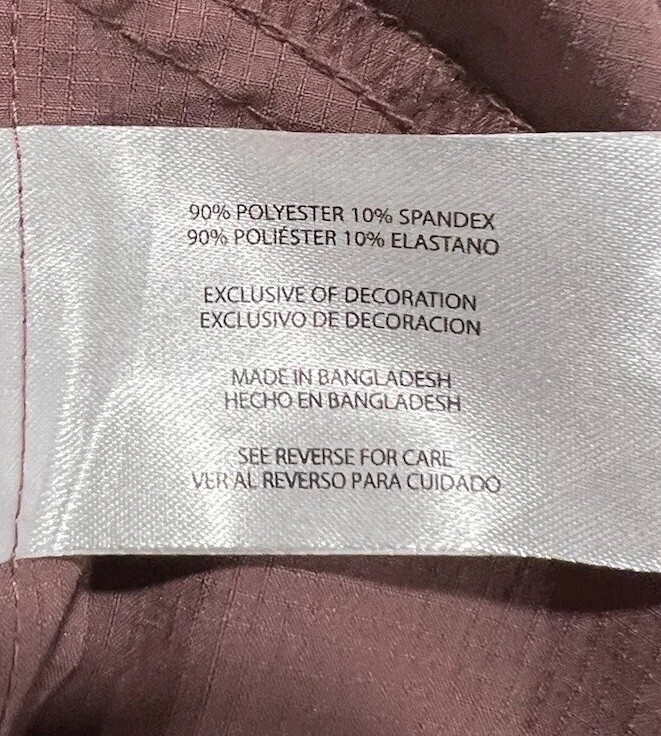 90% POLYESTER 10% SPANDEX
90% POLIÉSTER 10% ELASTANO
EXCLUSIVE OF DECORATION
EXCLUSIVO DE DECORACION
MADE IN BANGLADESH
HECHO EN BANGLADESH
SEE REVERSE FOR CARE
VER AL REVERSO PARA CUIDADO